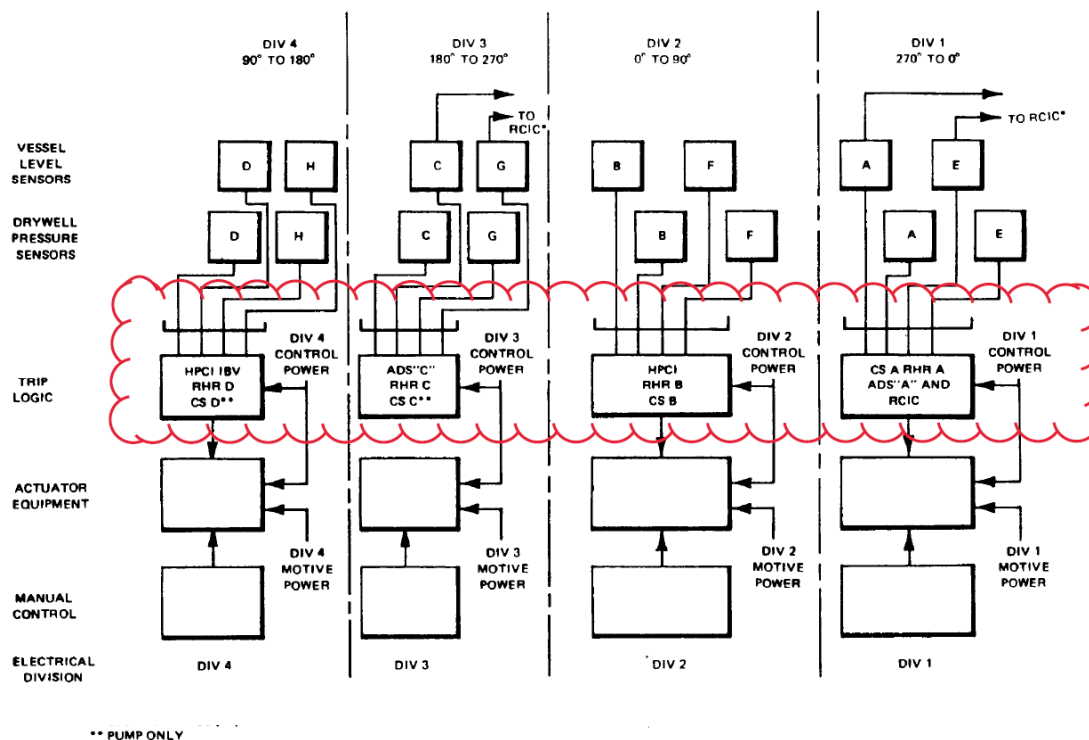 DIV 4
90° TO 180°
DIV 3
180° TO 270°
DIV 2
0° TO 90°
DIV 1
270° TO 0°
TO
RCIC*
TO RCIC*
VESSEL
LEVEL
SENSORS
D
H
C
G
B
F
A
E
DRYWELL
PRESSURE
SENSORS
D
H
C
G
B
F
A
E
TRIP
LOGIC
HPCI IBV
RHR D
CS D**
DIV 4
CONTROL
POWER
ADS"C"
RHR C
CS C**
DIV 3
CONTROL
POWER
HPCI
RHR B
CS B
DIV 2
CONTROL
POWER
CS A RHR A
ADS"A" AND
RCIC
DIV 1
CONTROL
POWER
ACTUATOR
EQUIPMENT
DIV 4
MOTIVE
POWER
DIV 3
MOTIVE
POWER
DIV 2
MOTIVE
POWER
DIV 1
MOTIVE
POWER
MANUAL
CONTROL
ELECTRICAL
DIVISION
DIV 4
DIV 3
DIV 2
DIV 1
** PUMP ONLY